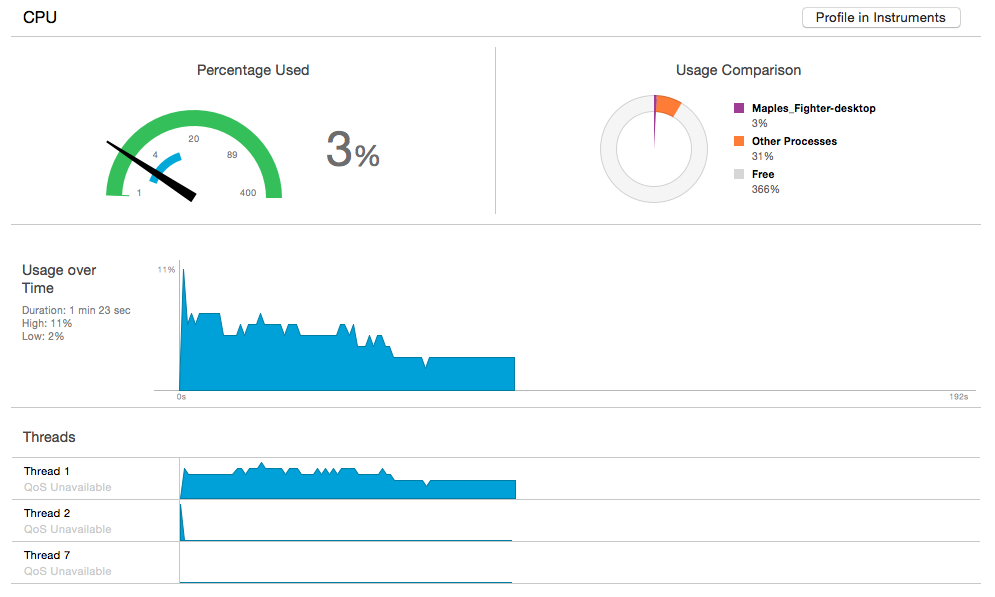 CPU
Profile in Instruments
Percentage Used
1
4
20
89
400
3%
Usage Comparison
Maples_Fighter-desktop
3%
Other Processes
31%
Free
366%
Usage over
Time
Duration: 1 min 23 sec
High: 11%
Low: 2%
11%
0s
192s
Threads
Thread 1
QoS Unavailable
Thread 2
QoS Unavailable
Thread 7
QoS Unavailable